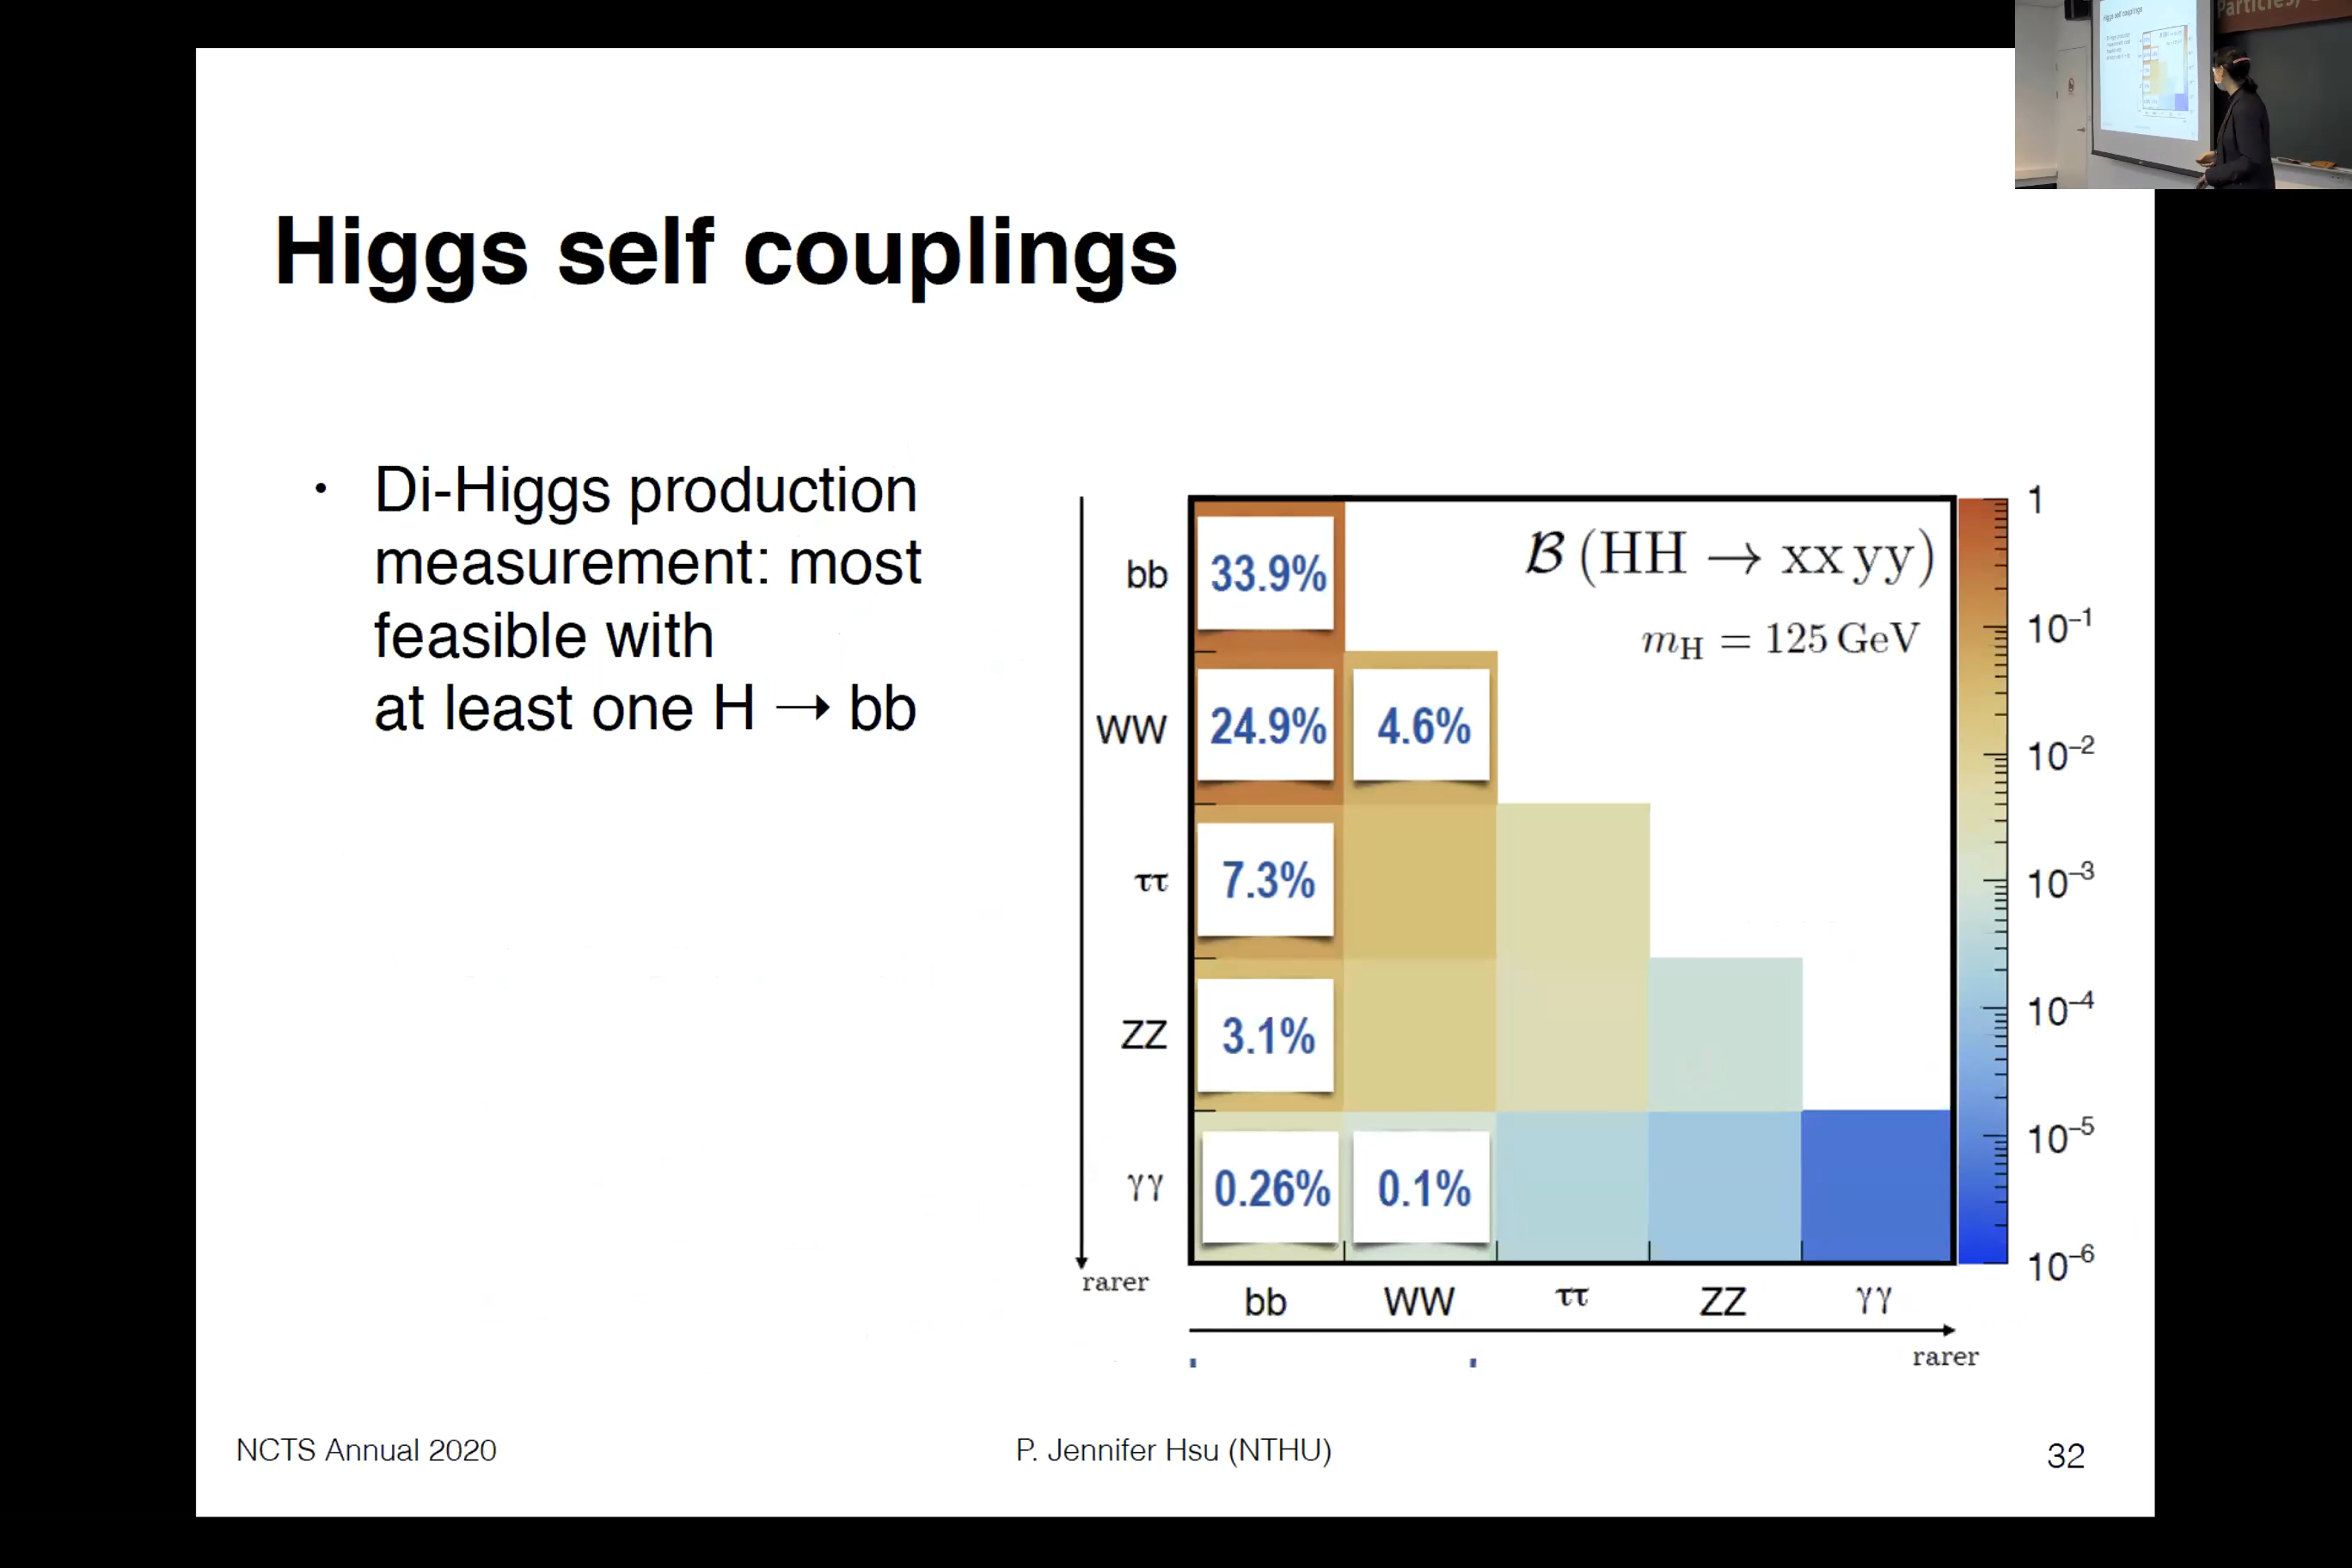 Particles,
Higgs self couplings
• Di-Higgs production
measurement: most
feasible with
at least one H → bb
bb
WW
ττ
ZZ
γγ
rarer
33.9%
24.9% 4.6%
7.3%
3.1%
0.26% 0.1%
B (HH → xx yy)
mH = 125 GeV
1
10⁻¹
10⁻²
10⁻³
10⁻⁴
10⁻⁵
10⁻⁶
bb WW ττ ZZ γγ
rarer
NCTS Annual 2020
P. Jennifer Hsu (NTHU)
32